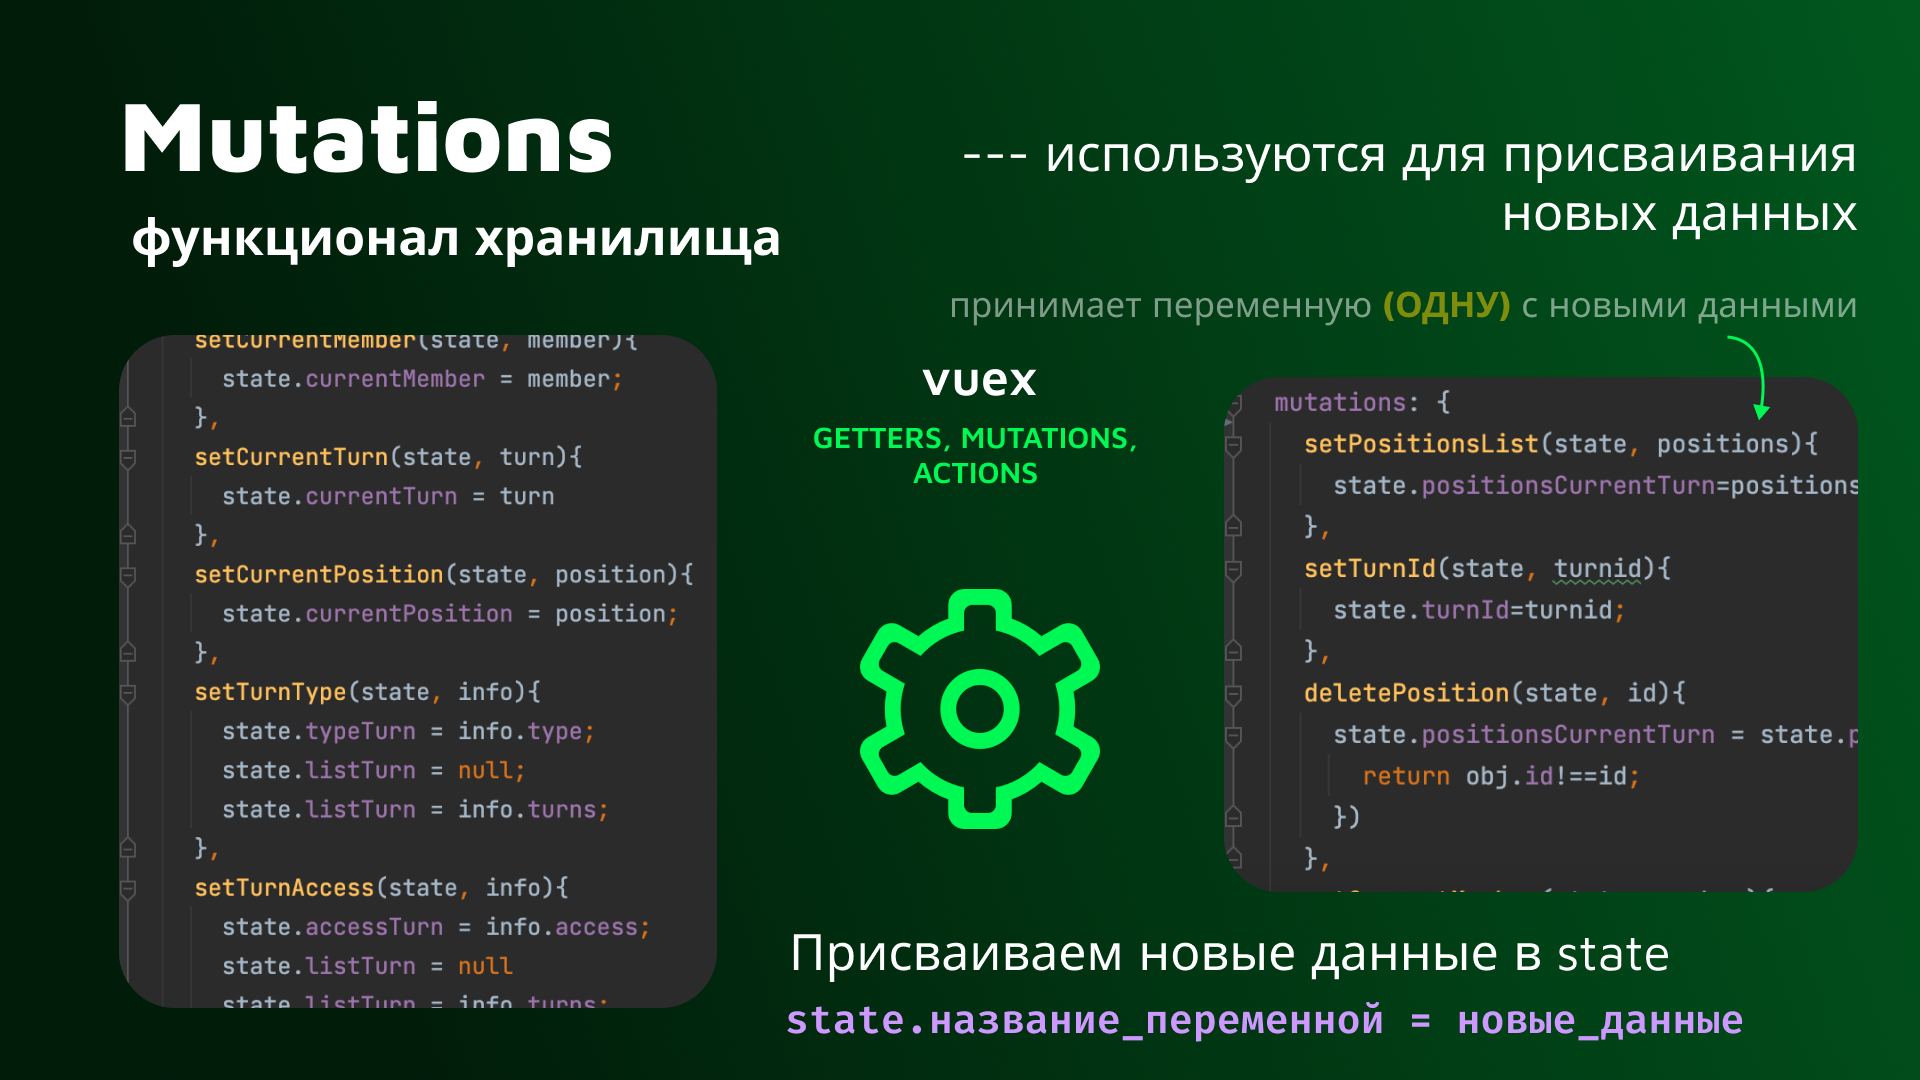 Mutations
функционал хранилища
--- используются для присваивания
новых данных
принимает переменную (ОДНУ) с новыми данными
setCurrentMember(state, member){
state.currentMember = member;
},
setCurrentTurn(state, turn){
state.currentTurn = turn
},
setCurrentPosition(state, position){
state.currentPosition = position;
},
setTurnType(state, info){
state.typeTurn = info.type;
state.listTurn = null;
state.listTurn = info.turns;
},
setTurnAccess(state, info){
state.accessTurn = info.access;
state.listTurn = null
state.listTurn = info.turns;
vuex
GETTERS, MUTATIONS,
ACTIONS
mutations: {
setPositionsList(state, positions){
state.positionsCurrentTurn=positions
},
setTurnId(state, turnid){
state.turnId=turnid;
},
deletePosition(state, id){
state.positionsCurrentTurn = state.p
return obj.id!==id;
})
},
Присваиваем новые данные в state
state.название_переменной = новые_данные